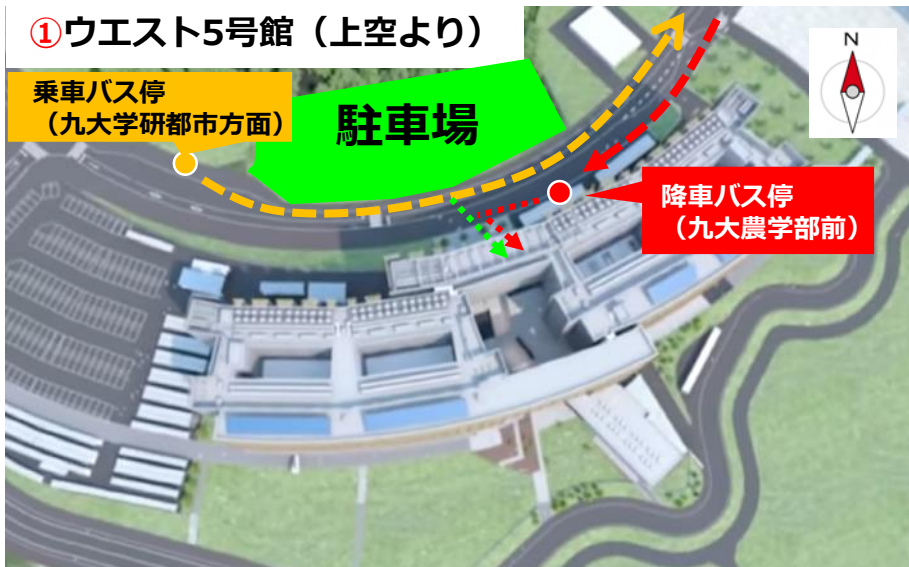 ①ウエスト5号館（上空より）
N
乗車バス停
（九大学研都市方面）
駐車場
降車バス停
（九大農学部前）